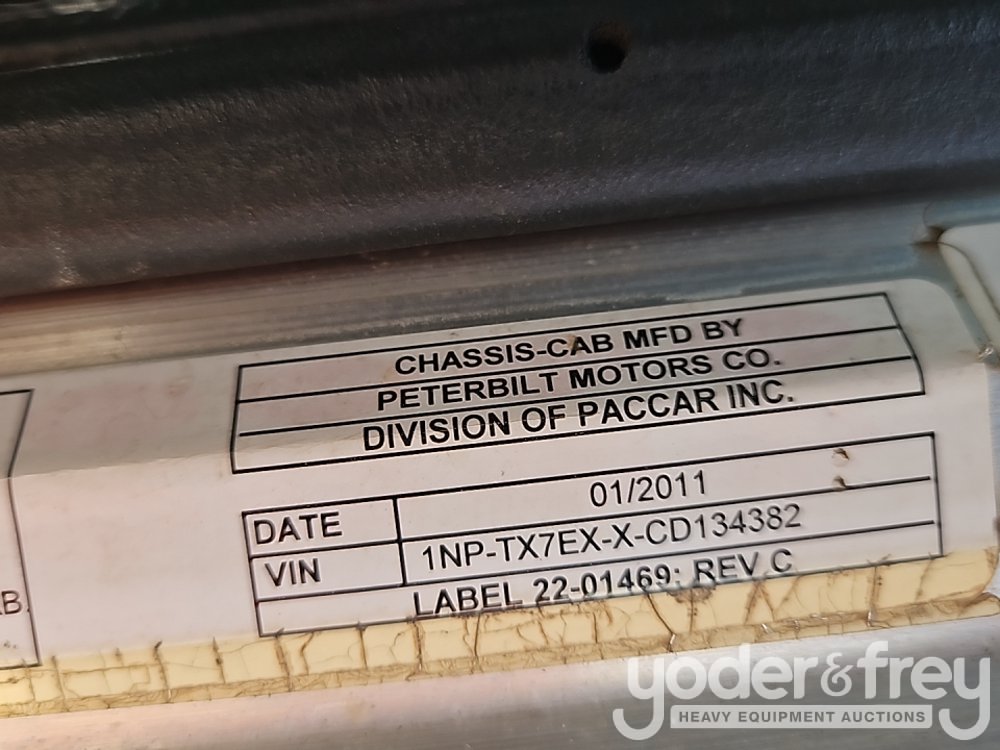 CHASSIS-CAB MFD BY
PETERBILT MOTORS CO.
DIVISION OF PACCAR INC.
DATE 01/2011
VIN 1NP-TX7EX-X-CD134382
LABEL 22-01469: REV C
AB.
yoder&frey
HEAVY EQUIPMENT AUCTIONS